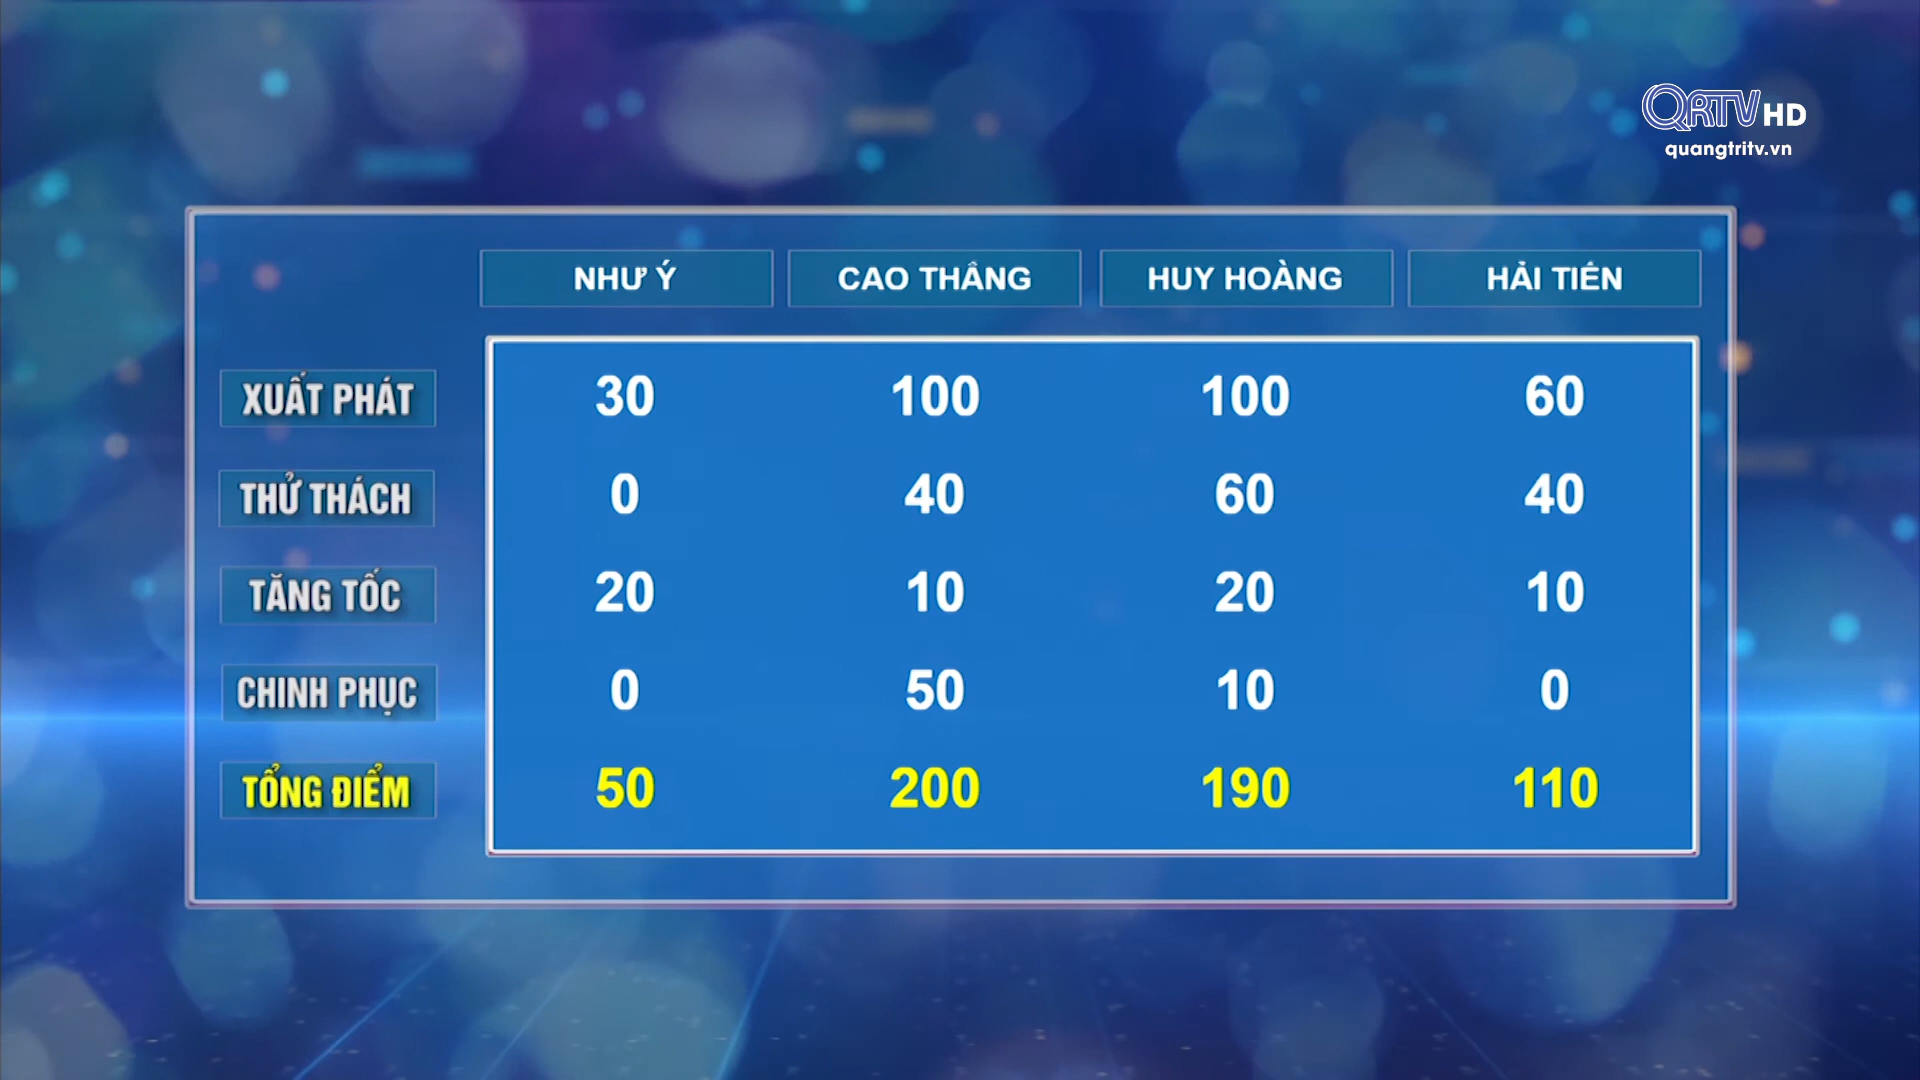 QRTV HD
quangtritv.vn
NHƯ Ý CAO THẮNG HUY HOÀNG HẢI TIẾN
XUẤT PHÁT 30 100 100 60
THỬ THÁCH 0 40 60 40
TĂNG TỐC 20 10 20 10
CHINH PHỤC 0 50 10 0
TỔNG ĐIỂM 50 200 190 110